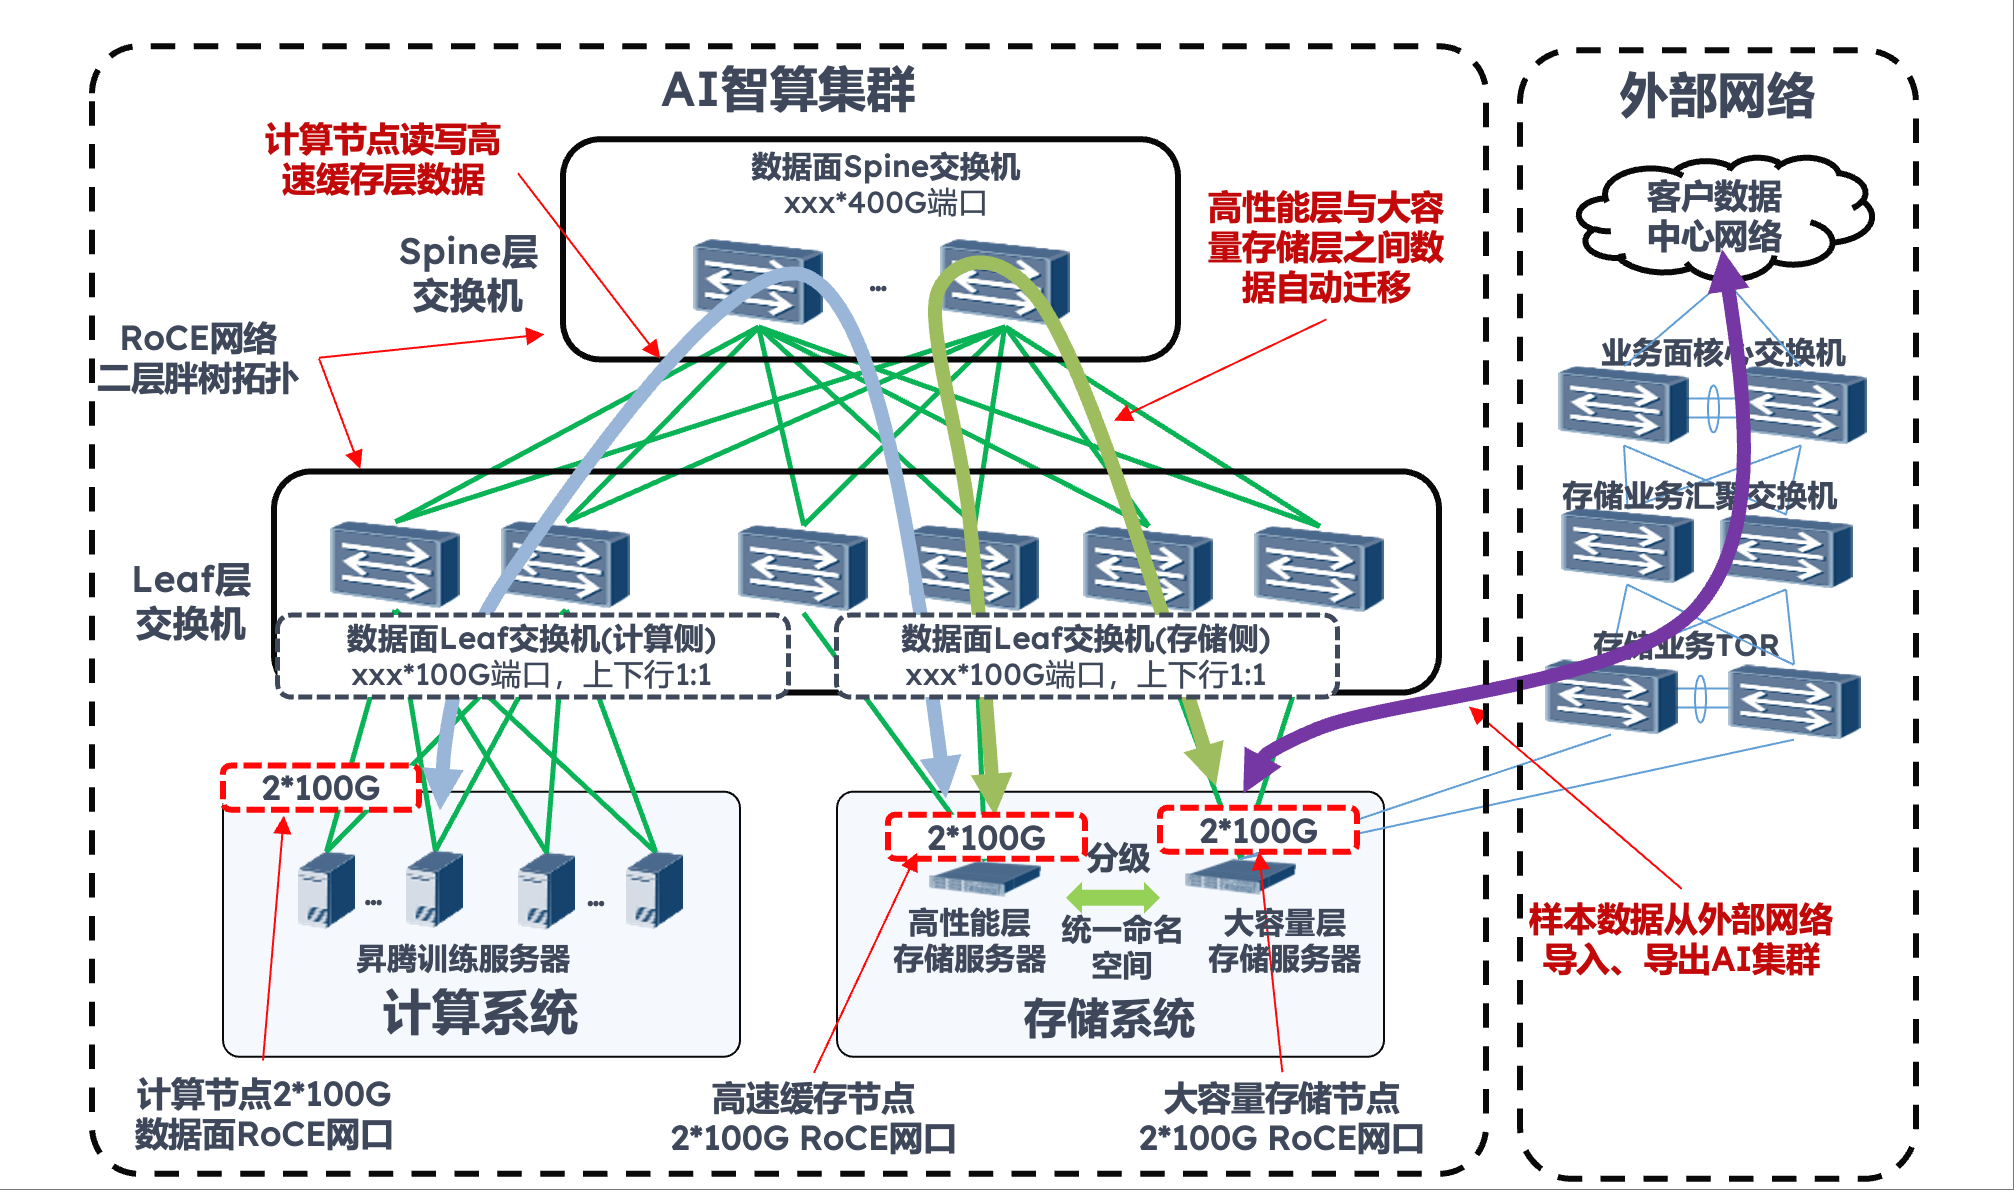 AI智算集群
外部网络
计算节点读写高
速缓存层数据
数据面Spine交换机
xxx*400G端口
高性能层与大容
量存储层之间数
据自动迁移
客户数据
中心网络
Spine层
交换机
...
RoCE网络
二层胖树拓扑
业务面核心交换机
存储业务汇聚交换机
Leaf层
交换机
数据面Leaf交换机(计算侧)
xxx*100G端口，上下行1:1
数据面Leaf交换机(存储侧)
xxx*100G端口，上下行1:1
存储业务TOR
2*100G
2*100G
2*100G
分级
...
...
昇腾训练服务器
计算系统
高性能层
存储服务器
统一命名
空间
大容量层
存储服务器
存储系统
样本数据从外部网络
导入、导出AI集群
计算节点2*100G
数据面RoCE网口
高速缓存节点
2*100G RoCE网口
大容量存储节点
2*100G RoCE网口